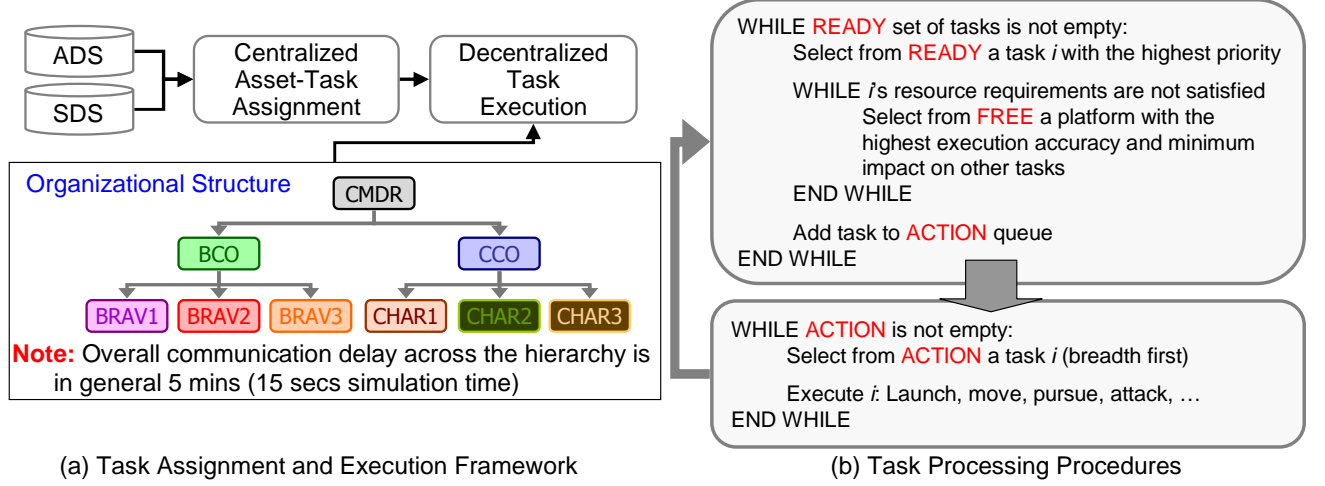 ADS
SDS
Centralized
Asset-Task
Assignment
Decentralized
Task
Execution
Organizational Structure
CMDR
BCO
CCO
BRAV1
BRAV2
BRAV3
CHAR1
CHAR2
CHAR3
Note: Overall communication delay across the hierarchy is
in general 5 mins (15 secs simulation time)
(a) Task Assignment and Execution Framework
WHILE READY set of tasks is not empty:
Select from READY a task i with the highest priority
WHILE i's resource requirements are not satisfied
Select from FREE a platform with the
highest execution accuracy and minimum
impact on other tasks
END WHILE
Add task to ACTION queue
END WHILE
WHILE ACTION is not empty:
Select from ACTION a task i (breadth first)
Execute i: Launch, move, pursue, attack, …
END WHILE
(b) Task Processing Procedures